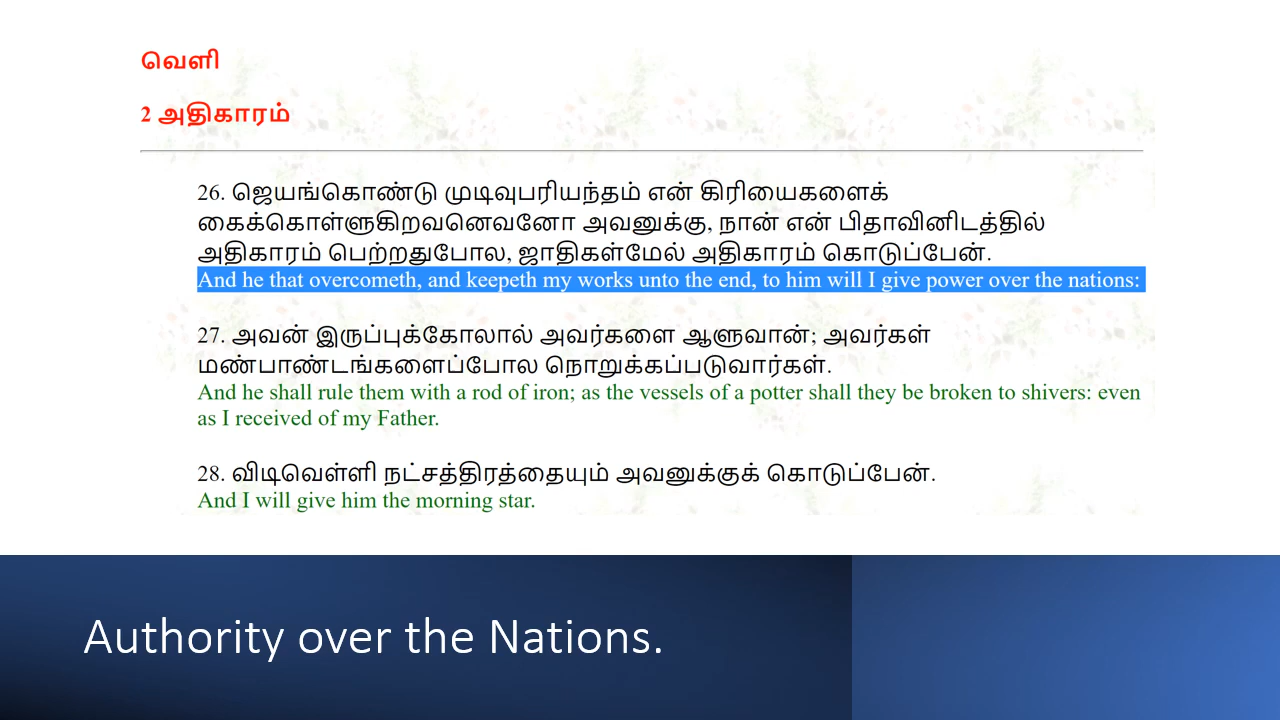 வெளி
2 அதிகாரம்
26. ஜெயங்கொண்டு முடிவுபரியந்தம் என் கிரியைகளைக்
கைக்கொள்ளுகிறவனெவனோ அவனுக்கு, நான் என் பிதாவினிடத்தில்
அதிகாரம் பெற்றதுபோல, ஜாதிகள்மேல் அதிகாரம் கொடுப்பேன்.
And he that overcometh, and keepeth my works unto the end, to him will I give power over the nations:
27. அவன் இருப்புக்கோலால் அவர்களை ஆளுவான்; அவர்கள்
மண்பாண்டங்களைப்போல நொறுக்கப்படுவார்கள்.
And he shall rule them with a rod of iron; as the vessels of a potter shall they be broken to shivers: even
as I received of my Father.
28. விடிவெள்ளி நட்சத்திரத்தையும் அவனுக்குக் கொடுப்பேன்.
And I will give him the morning star.
Authority over the Nations.